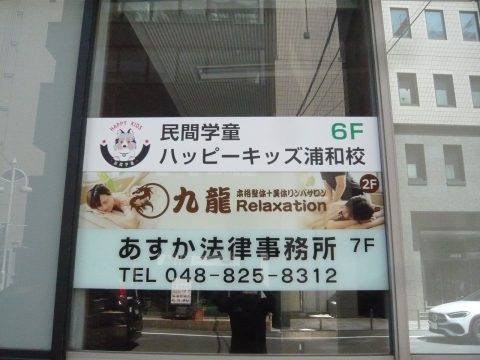 HAPPY KIDS
民間学童 6F
ハッピーキッズ浦和校
九龍
本格整体+美体リンパサロン
Relaxation
2F
あすか法律事務所 7F
TEL 048-825-8312